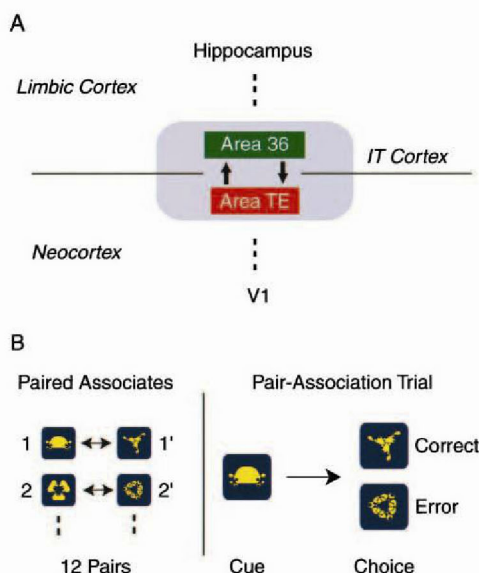 A
Hippocampus
Limbic Cortex
Area 36
IT Cortex
Area TE
Neocortex
V1
B
Paired Associates
Pair-Association Trial
1
1'
Correct
2
2'
Error
12 Pairs
Cue
Choice